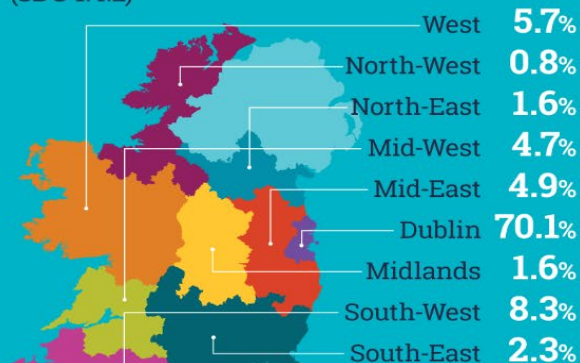 West 5.7%
North-West 0.8%
North-East 1.6%
Mid-West 4.7%
Mid-East 4.9%
Dublin 70.1%
Midlands 1.6%
South-West 8.3%
South-East 2.3%